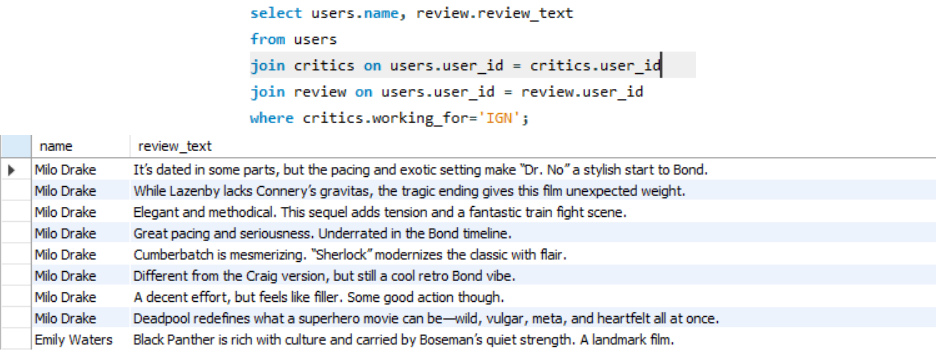 select users.name, review.review_text
from users
join critics on users.user_id = critics.user_id
join review on users.user_id = review.user_id
where critics.working_for='IGN';
name review_text
Milo Drake It’s dated in some parts, but the pacing and exotic setting make “Dr. No” a stylish start to Bond.
Milo Drake While Lazenby lacks Connery’s gravitas, the tragic ending gives this film unexpected weight.
Milo Drake Elegant and methodical. This sequel adds tension and a fantastic train fight scene.
Milo Drake Great pacing and seriousness. Underrated in the Bond timeline.
Milo Drake Cumberbatch is mesmerizing. “Sherlock” modernizes the classic with flair.
Milo Drake Different from the Craig version, but still a cool retro Bond vibe.
Milo Drake A decent effort, but feels like filler. Some good action though.
Milo Drake Deadpool redefines what a superhero movie can be—wild, vulgar, meta, and heartfelt all at once.
Emily Waters Black Panther is rich with culture and carried by Boseman’s quiet strength. A landmark film.